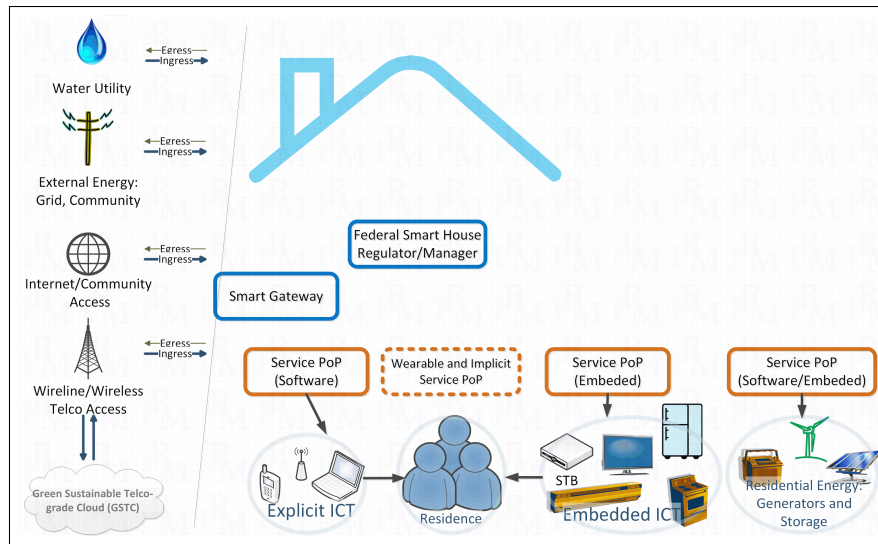 Egress
Ingress
Water Utility
Egress
Ingress
External Energy:
Grid, Community
Federal Smart House
Regulator/Manager
Egress
Ingress
Internet/Community
Access
Smart Gateway
Egress
Ingress
Wireline/Wireless
Telco Access
Service PoP
(Software)
Wearable and Implicit
Service PoP
Service PoP
(Embeded)
Service PoP
(Software/Embeded)
Green Sustainable Telco-
grade Cloud (GSTC)
STB
Explicit ICT
Residence
Embedded ICT
Residential Energy:
Generators and
Storage